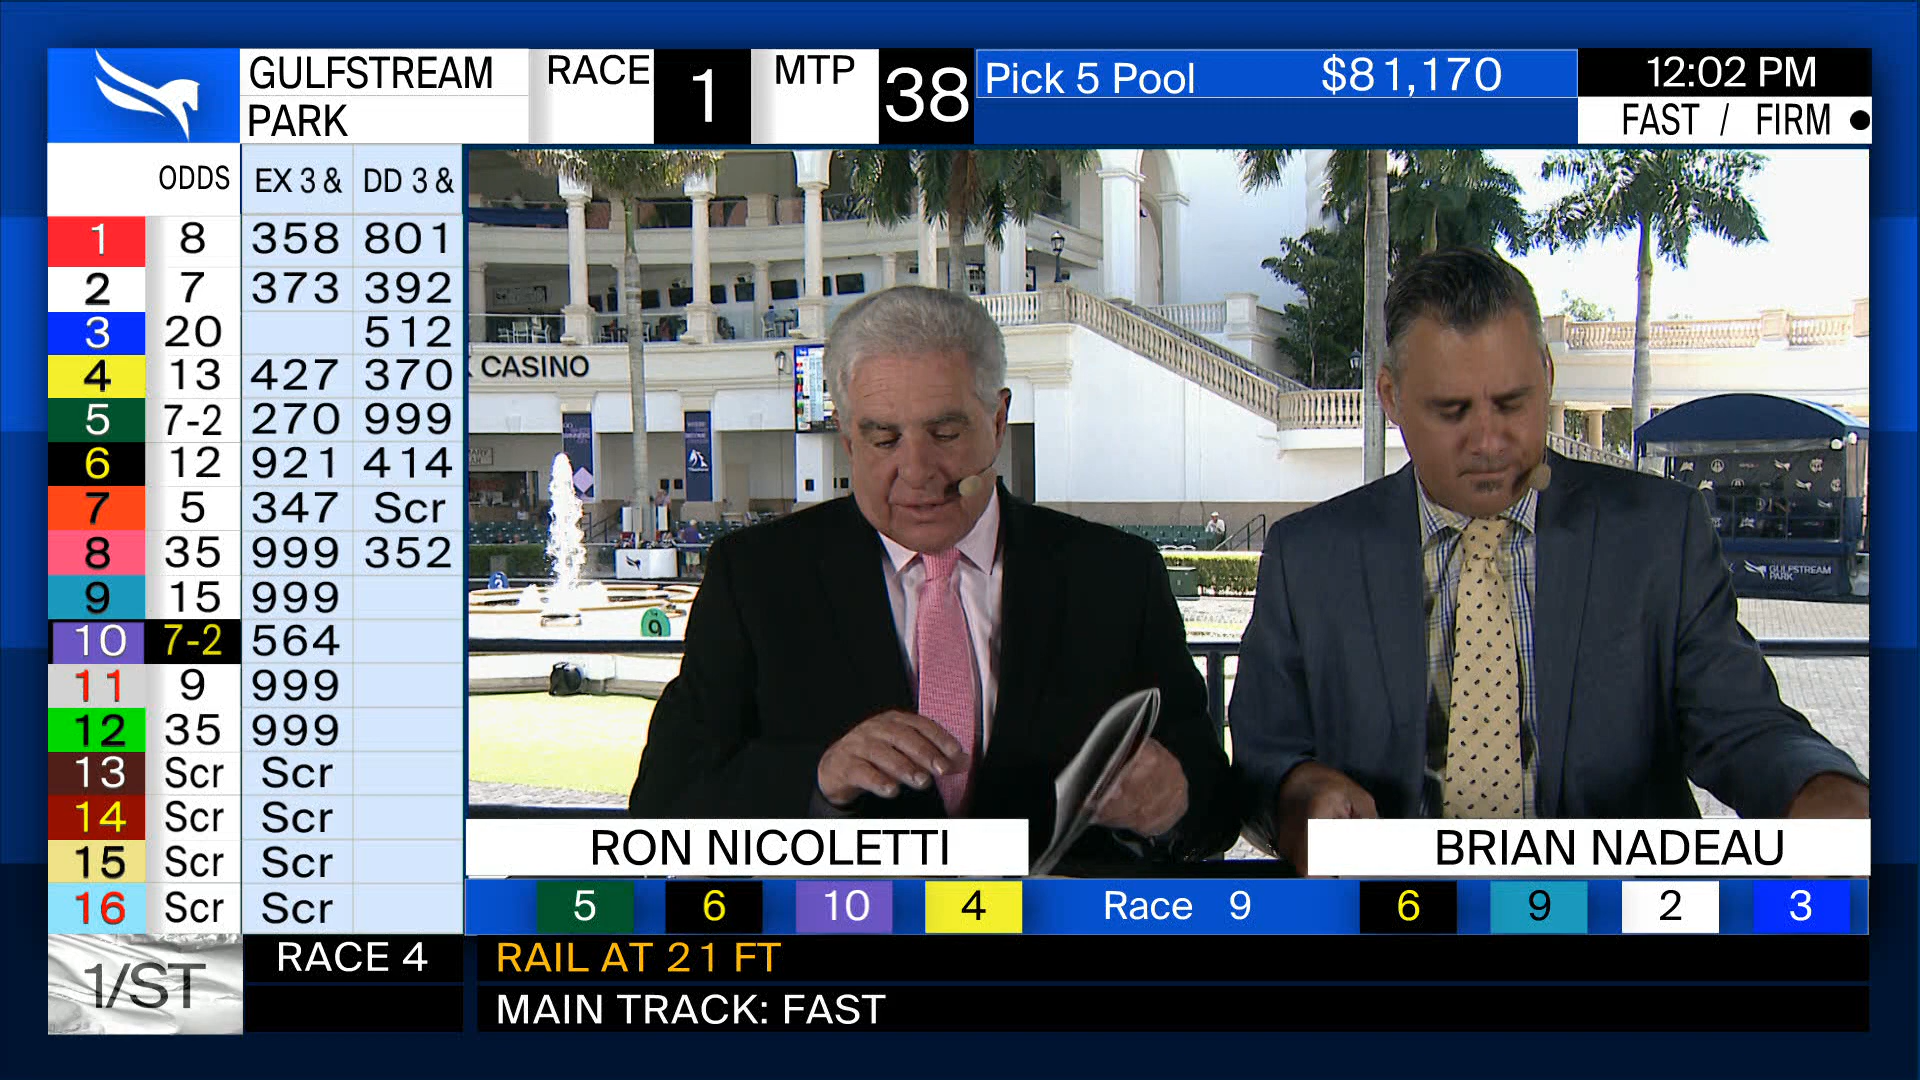 GULFSTREAM PARK RACE 1 MTP 38 Pick 5 Pool $81,170 12:02 PM
FAST / FIRM
ODDS EX 3 & DD 3 &
1 8 358 801
2 7 373 392
3 20 512
4 13 427 370
5 7-2 270 999
6 12 921 414
7 5 347 Scr
8 35 999 352
9 15 999
10 7-2 564
11 9 999
12 35 999
13 Scr Scr
14 Scr Scr
15 Scr Scr
16 Scr Scr
CASINO
9
GULFSTREAM
PARK
RON NICOLETTI
BRIAN NADEAU
5 6 10 4 Race 9 6 9 2 3
1/ST
RACE 4
RAIL AT 21 FT
MAIN TRACK: FAST